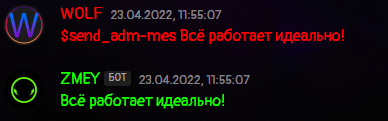 WOLF 23.04.2022, 11:55:07
$send_adm-mes Всё работает идеально!
ZMEY БОТ 23.04.2022, 11:55:07
Всё работает идеально!